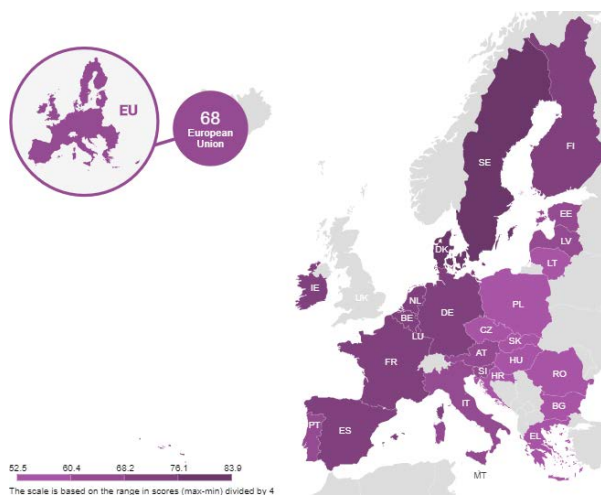 EU
68
European
Union
SE
FI
EE
LV
LT
DK
IE
UK
NL
BE
LU
DE
PL
CZ
SK
AT
HU
FR
SI
HR
RO
IT
BG
PT
ES
EL
MT
52.5 60.4 68.2 76.1 83.9
The scale is based on the range in scores (max-min) divided by 4